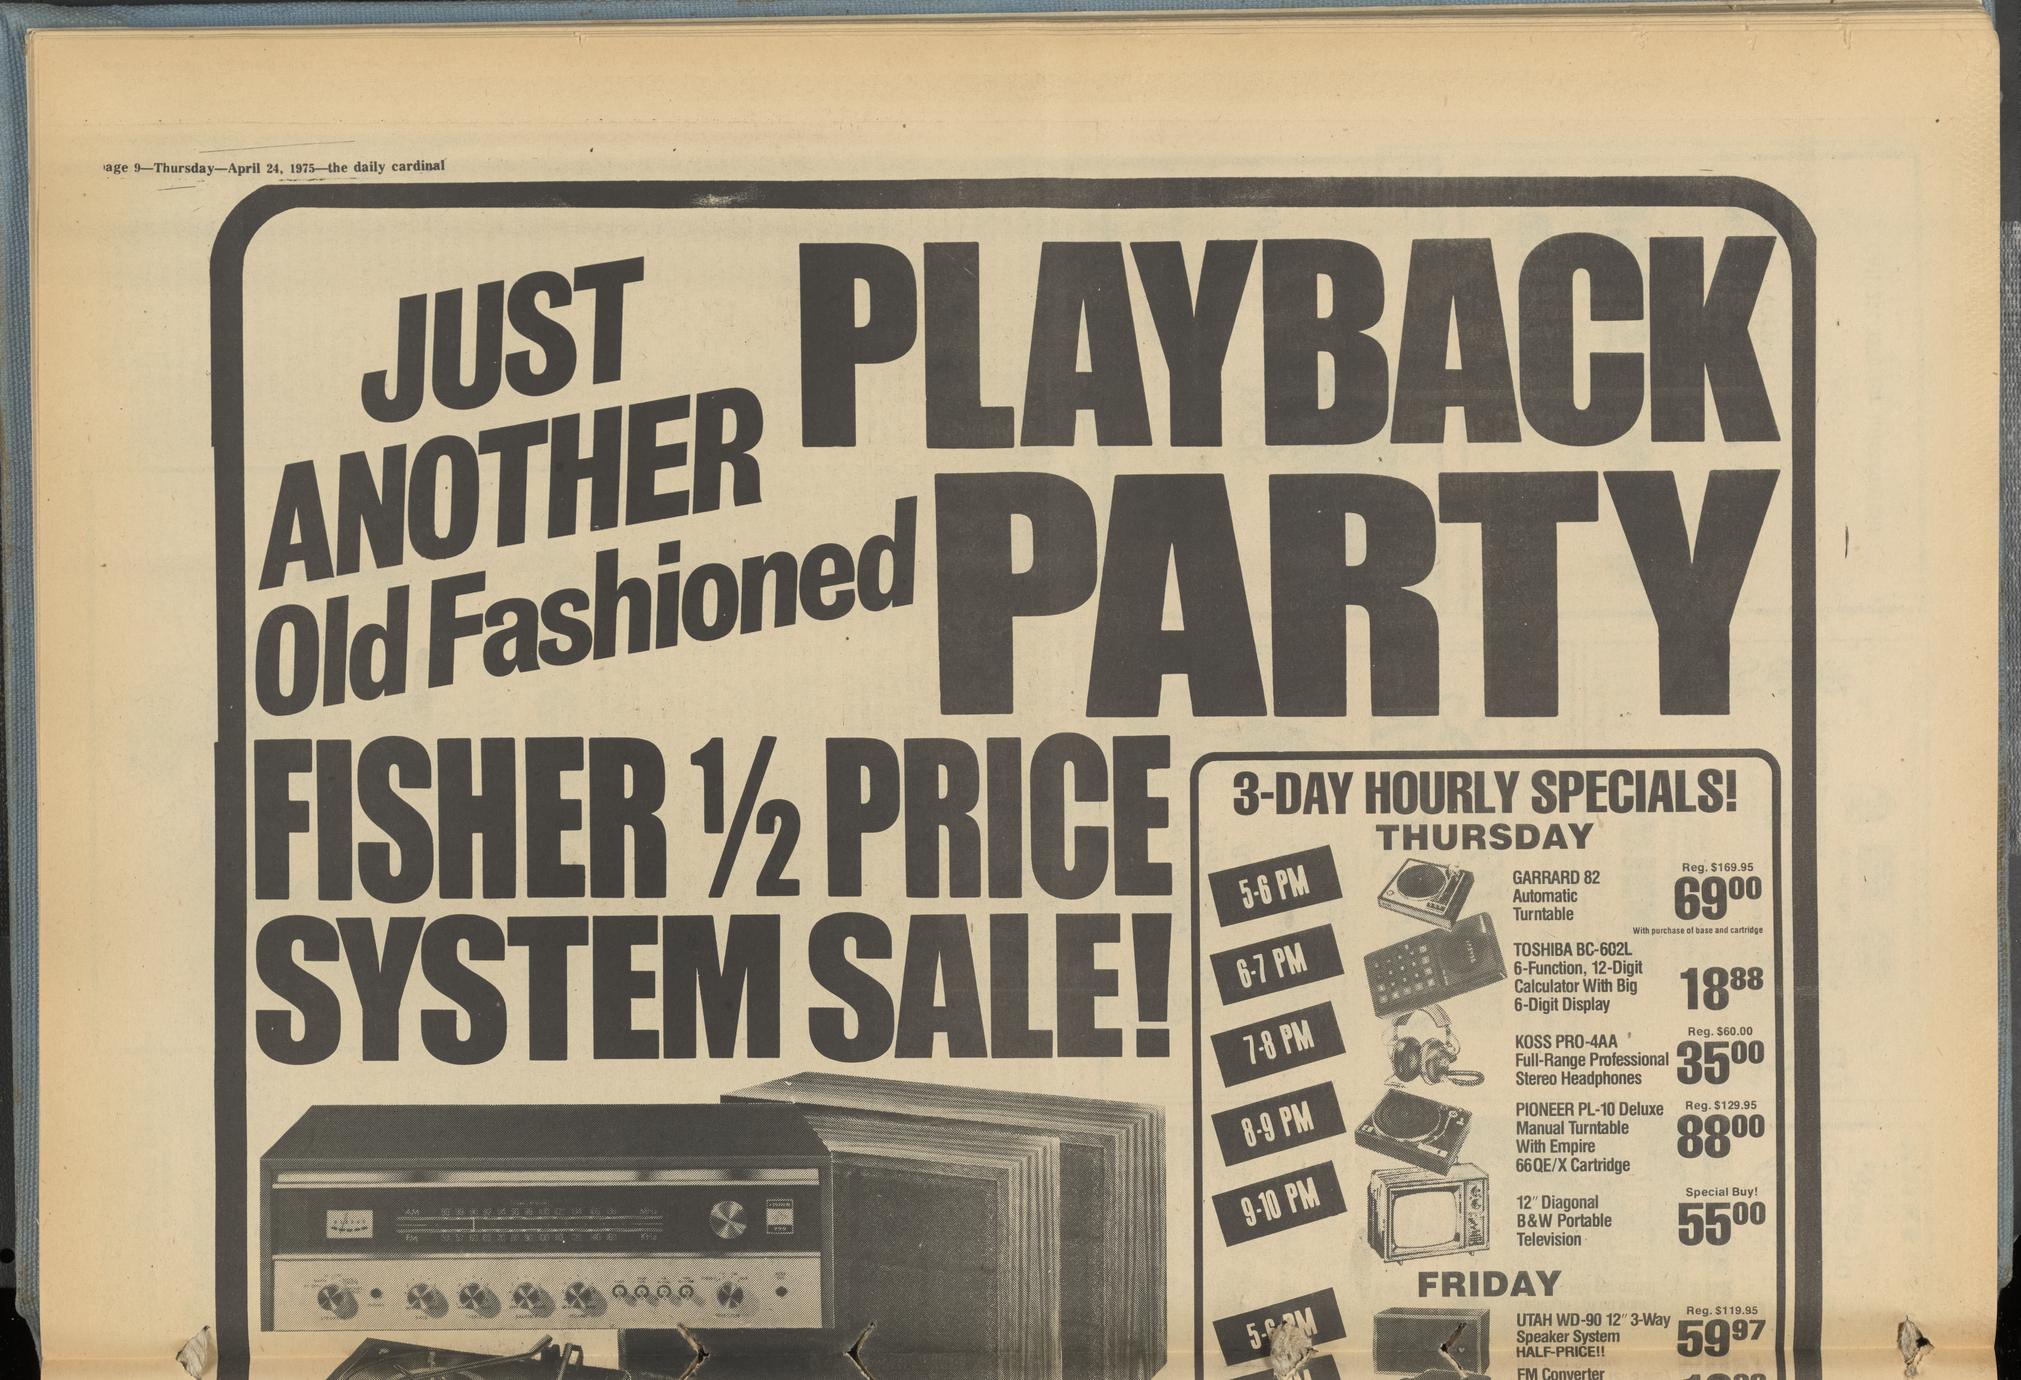 age 9—Thursday—April 24, 1975—the daily cardinal
JUST
ANOTHER
Old Fashioned
PLAYBACK
PARTY
FISHER ½ PRICE
SYSTEM SALE!
3-DAY HOURLY SPECIALS!
THURSDAY
5-6 PM
GARRARD 82
Automatic
Turntable
Reg. $169.95
6900
With purchase of base and cartridge
6-7 PM
TOSHIBA BC-602L
6-Function, 12-Digit
Calculator With Big
6-Digit Display
1888
7-8 PM
KOSS PRO-4AA
Full-Range Professional
Stereo Headphones
Reg. $60.00
3500
8-9 PM
PIONEER PL-10 Deluxe
Manual Turntable
With Empire
66QE/X Cartridge
Reg. $129.95
8800
9-10 PM
12" Diagonal
B&W Portable
Television
Special Buy!
5500
FRIDAY
5-6 PM
UTAH WD-90 12" 3-Way
Speaker System
HALF-PRICE!!
Reg. $119.95
5997
FM Converter
AM
FM